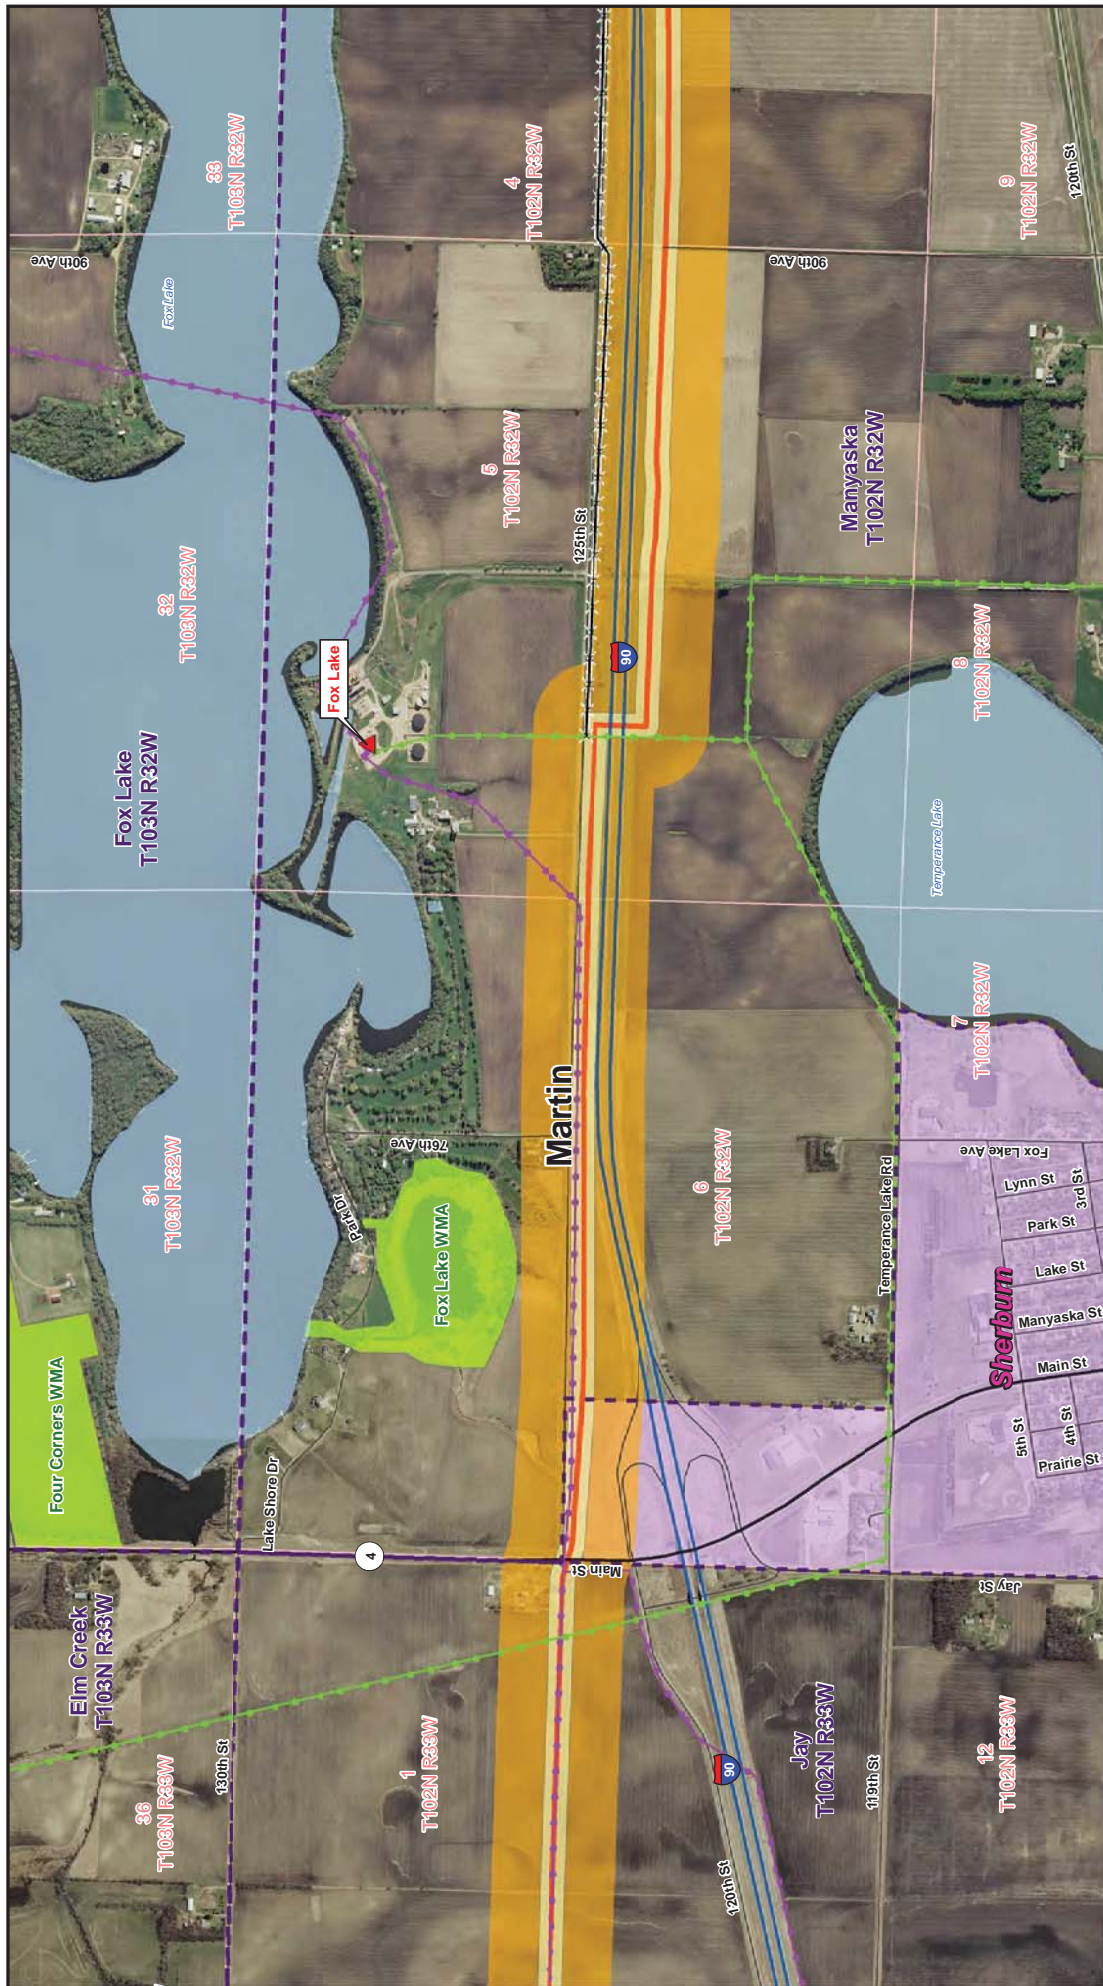 Elm Creek
T103N R33W
36
T103N R33W
130th St
1
T102N R33W
120th St
90
Jay
T102N R33W
119th St
12
T102N R33W
Jay St
Main St
4
Lake Shore Dr
Four Corners WMA
31
T103N R32W
Park Dr
Fox Lake WMA
76th Ave
Martin
6
T102N R32W
Temperance Lake Rd
Sherburn
5th St
4th St
Prairie St
Main St
Manyaska St
Lake St
Park St
Lynn St
3rd St
Fox Lake Ave
7
T102N R32W
Temperance Lake
8
T102N R32W
Fox Lake
T103N R32W
32
T103N R32W
Fox Lake
90
125th St
5
T102N R32W
Manyaska
T102N R32W
Fox Lake
90th Ave
33
T103N R32W
4
T102N R32W
90th Ave
9
T102N R32W
120th St